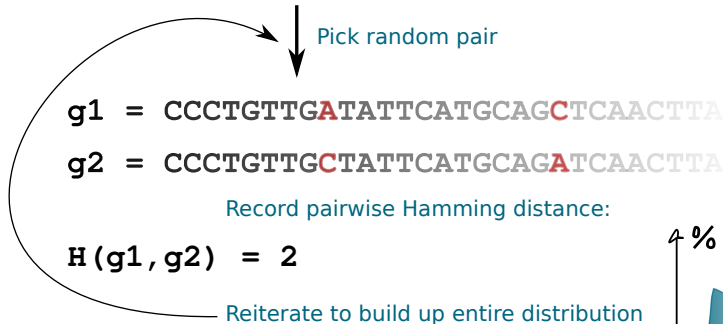 Pick random pair
g1 = CCCTGTTGATATTCATGCAGCTCAACTTA
g2 = CCCTGTTGCTATTCATGCAGATCAACTTA
Record pairwise Hamming distance:
H(g1,g2) = 2
%
Reiterate to build up entire distribution